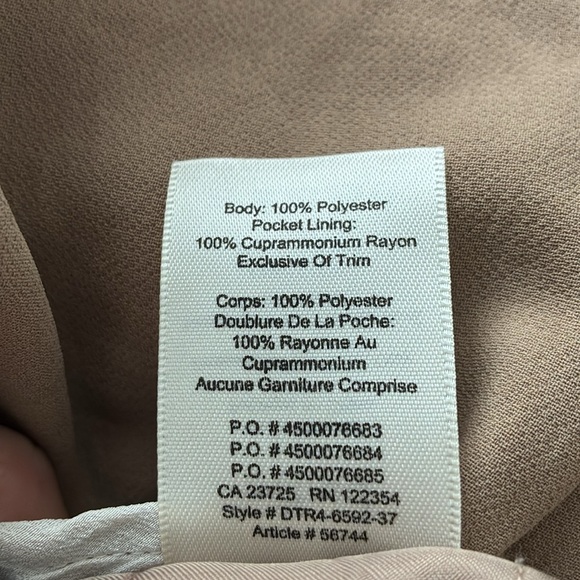 Body: 100% Polyester
Pocket Lining:
100% Cuprammonium Rayon
Exclusive Of Trim
Corps: 100% Polyester
Doublure De La Poche:
100% Rayonne Au
Cuprammonium
Aucune Garniture Comprise
P.O. # 4500076683
P.O. # 4500076684
P.O. # 4500076685
CA 23725 RN 122354
Style # DTR4-6592-37
Article # 56744